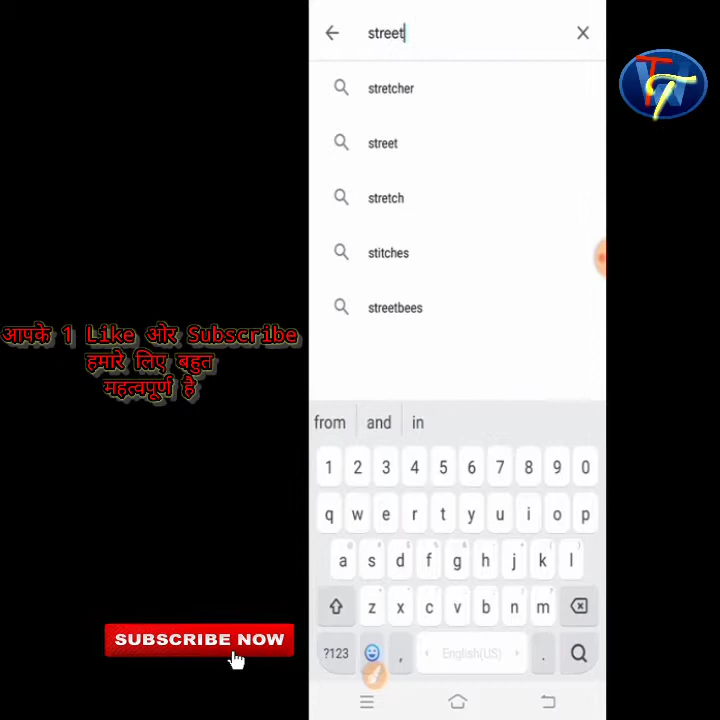 street
stretcher
street
stretch
stitches
streetbees
आपके 1 Like ओर Subscribe
हमारे लिए बहुत
महत्वपूर्ण है
from and in
1 2 3 4 5 6 7 8 9 0
q w e r t y u i o p
a s d f g h j k l
z x c v b n m
?123 , English(US) .
SUBSCRIBE NOW